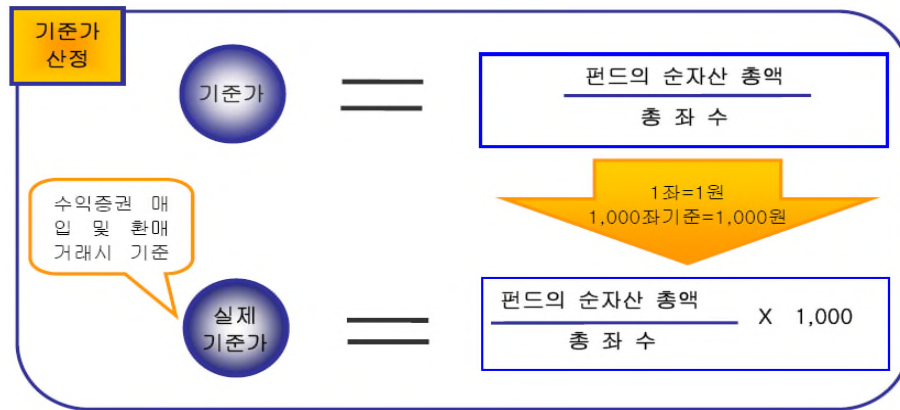 기준가
산정
기준가
펀드의 순자산 총액
총 좌 수
1좌=1원
1,000좌기준=1,000원
수익증권 매
입 및 환매
거래시 기준
실제
기준가
펀드의 순자산 총액
총 좌 수
X 1,000